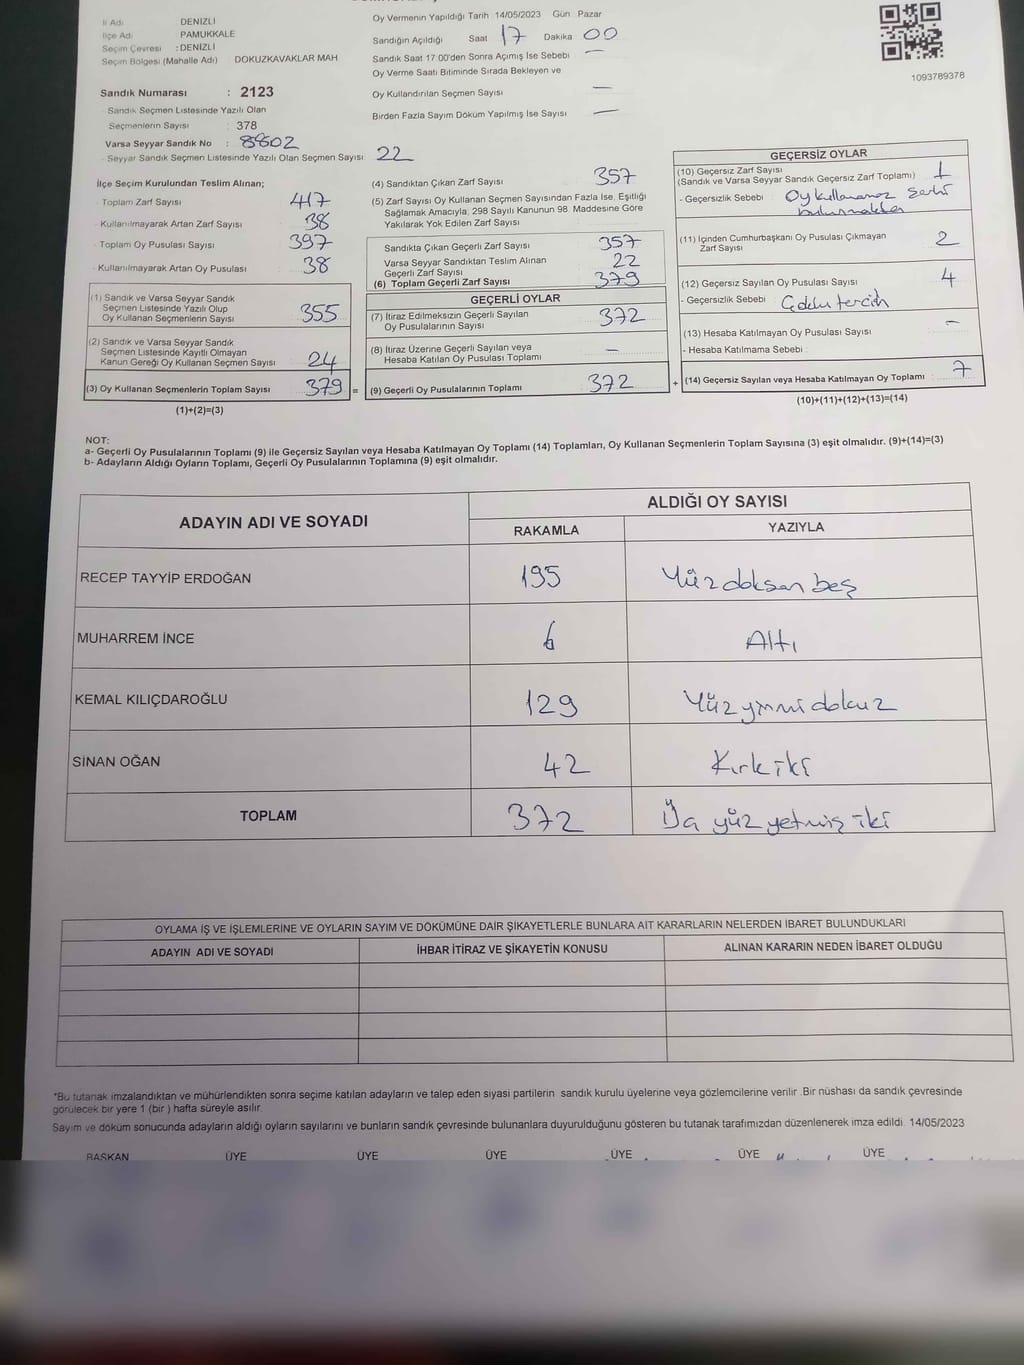 İl Adı DENİZLİ
İlçe Adı PAMUKKALE
Seçim Çevresi : DENİZLİ
Seçim Bölgesi (Mahalle Adı) DOKUZKAVAKLAR MAH
Sandık Numarası : 2123
Sandık Seçmen Listesinde Yazılı Olan
Seçmenlerin Sayısı : 378
Varsa Seyyar Sandık No : 85602
Seyyar Sandık Seçmen Listesinde Yazılı Olan Seçmen Sayısı 22
Oy Vermenin Yapıldığı Tarih 14/05/2023 Gün Pazar
Sandığın Açıldığı Saat 17 Dakika 00
Sandık Saat 17:00'den Sonra Açımış İse Sebebi —
Oy Verme Saati Bitiminde Sırada Bekleyen ve
Oy Kullandırılan Seçmen Sayısı —
Birden Fazla Sayım Döküm Yapılmış İse Sayısı —
1093789378
İlçe Seçim Kurulundan Teslim Alınan;
Toplam Zarf Sayısı 417
Kullanılmayarak Artan Zarf Sayısı 38
Toplam Oy Pusulası Sayısı 397
Kullanılmayarak Artan Oy Pusulası 38
(1) Sandık ve Varsa Seyyar Sandık
Seçmen Listesinde Yazılı Olup
Oy Kullanan Seçmenlerin Sayısı 355
(2) Sandık ve Varsa Seyyar Sandık
Seçmen Listesinde Kayıtlı Olmayan
Kanun Gereği Oy Kullanan Seçmen Sayısı 24
(3) Oy Kullanan Seçmenlerin Toplam Sayısı 379 =
(1)+(2)=(3)
(4) Sandıktan Çıkan Zarf Sayısı 357
(5) Zarf Sayısı Oy Kullanan Seçmen Sayısından Fazla İse, Eşitliği
Sağlamak Amacıyla, 298 Sayılı Kanunun 98. Maddesine Göre
Yakılarak Yok Edilen Zarf Sayısı
Sandıkta Çıkan Geçerli Zarf Sayısı 357
Varsa Seyyar Sandıktan Teslim Alınan
Geçerli Zarf Sayısı 22
(6) Toplam Geçerli Zarf Sayısı 379
GEÇERLİ OYLAR
(7) İtiraz Edilmeksizin Geçerli Sayılan
Oy Pusulalarının Sayısı 372
(8) İtiraz Üzerine Geçerli Sayılan veya
Hesaba Katılan Oy Pusulası Toplamı —
(9) Geçerli Oy Pusulalarının Toplamı 372 +
GEÇERSİZ OYLAR
(10) Geçersiz Zarf Sayısı 1
(Sandık ve Varsa Seyyar Sandık Geçersiz Zarf Toplamı)
- Geçersizlik Sebebi : Oy kullanamaz şerhi
bulunmakta
(11) İçinden Cumhurbaşkanı Oy Pusulası Çıkmayan
Zarf Sayısı 2
(12) Geçersiz Sayılan Oy Pusulası Sayısı 4
- Geçersizlik Sebebi : Çoklu tercih
(13) Hesaba Katılmayan Oy Pusulası Sayısı —
- Hesaba Katılmama Sebebi :
(14) Geçersiz Sayılan veya Hesaba Katılmayan Oy Toplamı : 7
(10)+(11)+(12)+(13)=(14)
NOT:
a- Geçerli Oy Pusulalarının Toplamı (9) ile Geçersiz Sayılan veya Hesaba Katılmayan Oy Toplamı (14) Toplamları, Oy Kullanan Seçmenlerin Toplam Sayısına (3) eşit olmalıdır. (9)+(14)=(3)
b- Adayların Aldığı Oyların Toplamı, Geçerli Oy Pusulalarının Toplamına (9) eşit olmalıdır.
ADAYIN ADI VE SOYADI
ALDIĞI OY SAYISI
RAKAMLA YAZIYLA
RECEP TAYYİP ERDOĞAN 195 Yüz doksan beş
MUHARREM İNCE 6 Altı
KEMAL KILIÇDAROĞLU 129 Yüz yirmi dokuz
SİNAN OĞAN 42 Kırk iki
TOPLAM 372 yüz yetmiş iki
OYLAMA İŞ VE İŞLEMLERİNE VE OYLARIN SAYIM VE DÖKÜMÜNE DAİR ŞİKAYETLERLE BUNLARA AİT KARARLARIN NELERDEN İBARET BULUNDUKLARI
ADAYIN ADI VE SOYADI İHBAR İTİRAZ VE ŞİKAYETİN KONUSU ALINAN KARARIN NEDEN İBARET OLDUĞU
*Bu tutanak imzalandıktan ve mühürlendikten sonra seçime katılan adayların ve talep eden siyasi partilerin sandık kurulu üyelerine veya gözlemcilerine verilir. Bir nüshası da sandık çevresinde
görülecek bir yere 1 (bir ) hafta süreyle asılır.
Sayım ve döküm sonucunda adayların aldığı oyların sayılarını ve bunların sandık çevresinde bulunanlara duyurulduğunu gösteren bu tutanak tarafımızdan düzenlenerek imza edildi. 14/05/2023
BAŞKAN ÜYE ÜYE ÜYE ÜYE ÜYE ÜYE